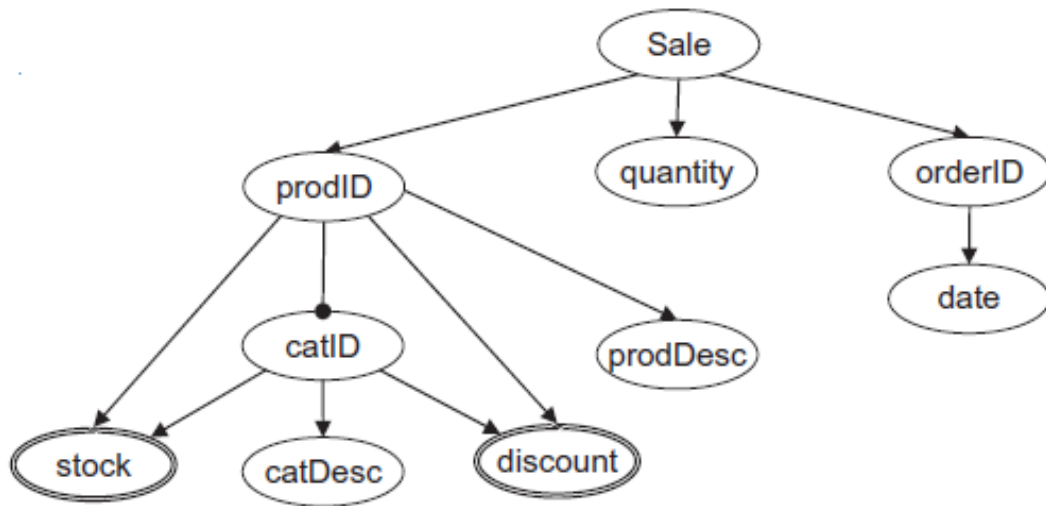 Sale
prodID
quantity
orderID
date
catID
prodDesc
stock
catDesc
discount